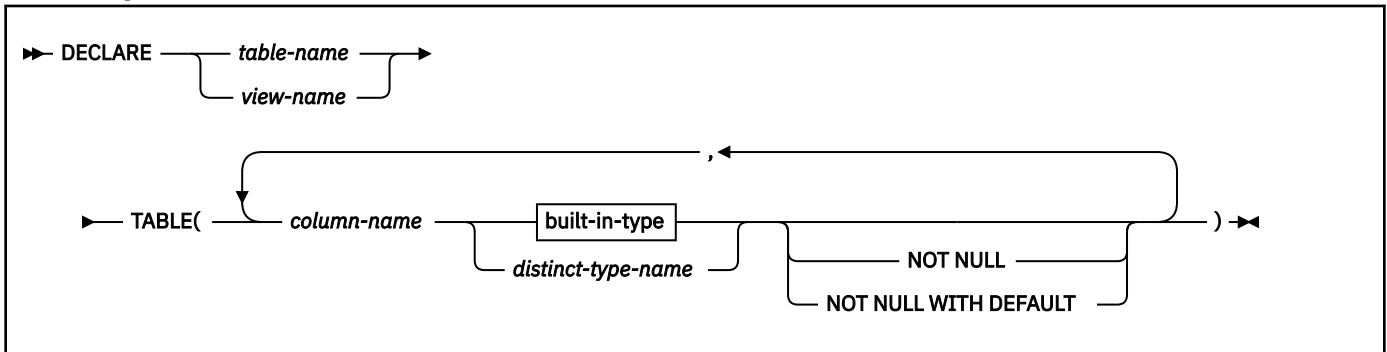 DECLARE table-name
view-name
,
TABLE( column-name built-in-type )
distinct-type-name
NOT NULL
NOT NULL WITH DEFAULT